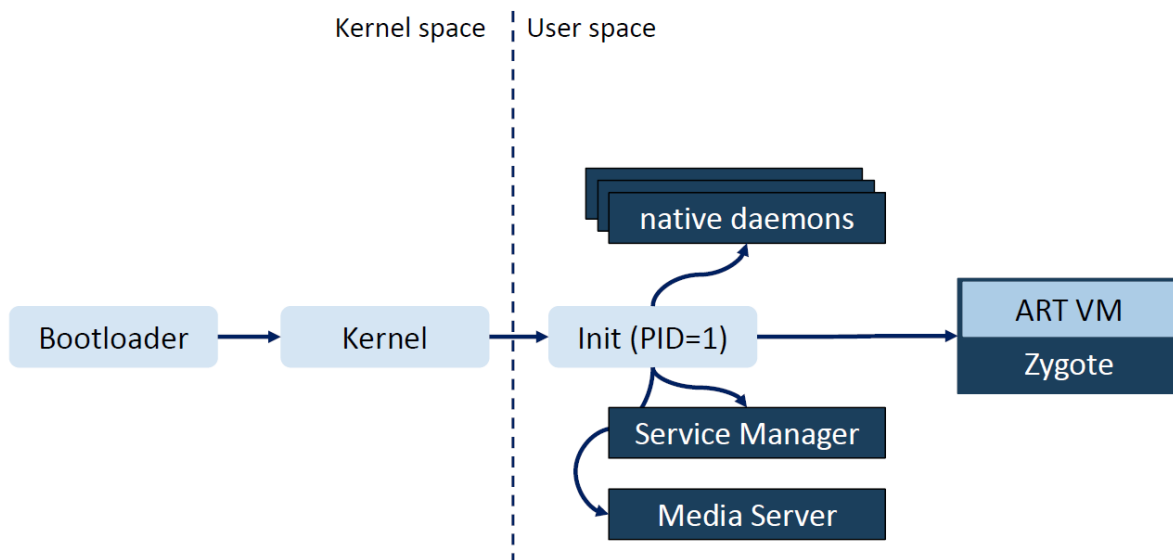 Kernel space
User space
native daemons
Bootloader
Kernel
Init (PID=1)
ART VM
Zygote
Service Manager
Media Server